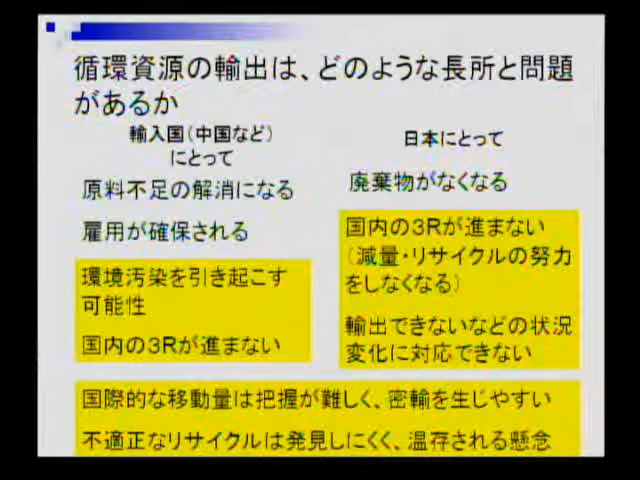 循環資源の輸出は、どのような長所と問題
があるか
輸入国(中国など)
にとって
原料不足の解消になる
雇用が確保される
環境汚染を引き起こす
可能性
国内の3Rが進まない
日本にとって
廃棄物がなくなる
国内の3Rが進まない
(減量・リサイクルの努力
をしなくなる)
輸出できないなどの状況
変化に対応できない
国際的な移動量は把握が難しく、密輸を生じやすい
不適正なリサイクルは発見しにくく、温存される懸念